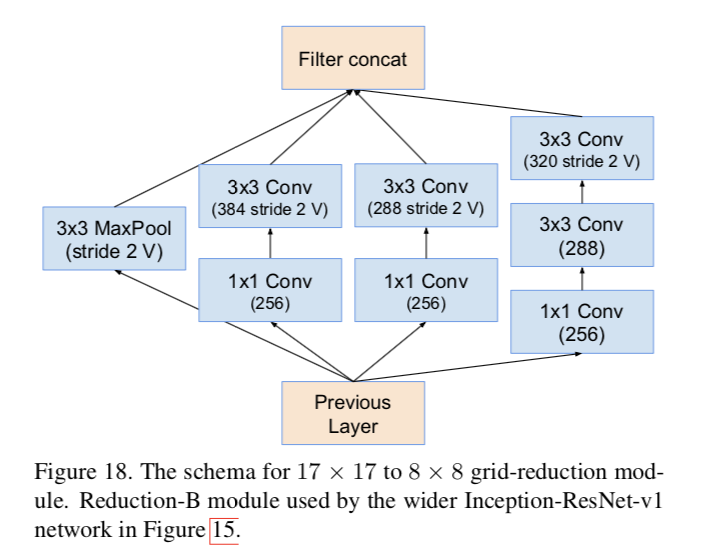 Filter concat
3x3 MaxPool
(stride 2 V)
3x3 Conv
(384 stride 2 V)
1x1 Conv
(256)
3x3 Conv
(288 stride 2 V)
1x1 Conv
(256)
3x3 Conv
(320 stride 2 V)
3x3 Conv
(288)
1x1 Conv
(256)
Previous
Layer
Figure 18. The schema for 17 × 17 to 8 × 8 grid-reduction mod-
ule. Reduction-B module used by the wider Inception-ResNet-v1
network in Figure 15.